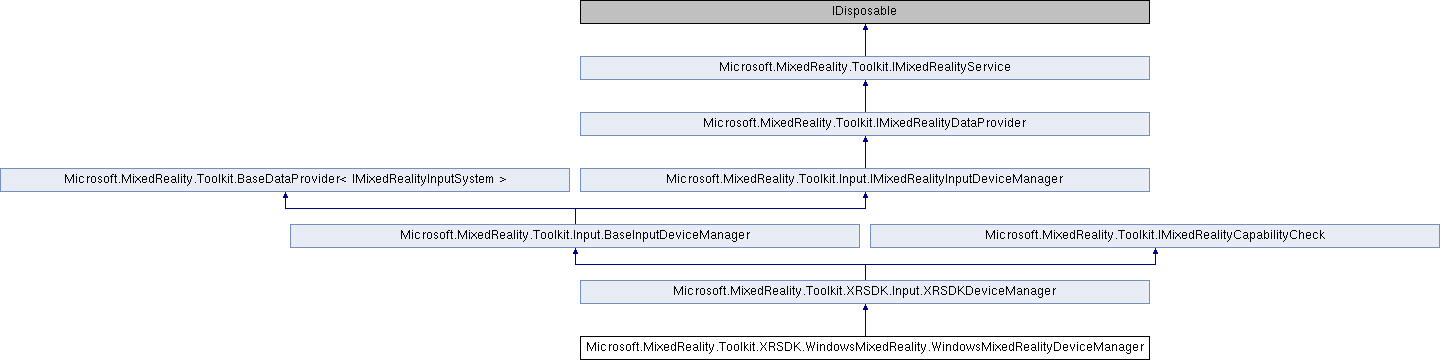 IDisposable
Microsoft.MixedReality.Toolkit.IMixedRealityService
Microsoft.MixedReality.Toolkit.IMixedRealityDataProvider
Microsoft.MixedReality.Toolkit.BaseDataProvider< IMixedRealityInputSystem >
Microsoft.MixedReality.Toolkit.Input.IMixedRealityInputDeviceManager
Microsoft.MixedReality.Toolkit.Input.BaseInputDeviceManager
Microsoft.MixedReality.Toolkit.IMixedRealityCapabilityCheck
Microsoft.MixedReality.Toolkit.XRSDK.Input.XRSDKDeviceManager
Microsoft.MixedReality.Toolkit.XRSDK.WindowsMixedReality.WindowsMixedRealityDeviceManager